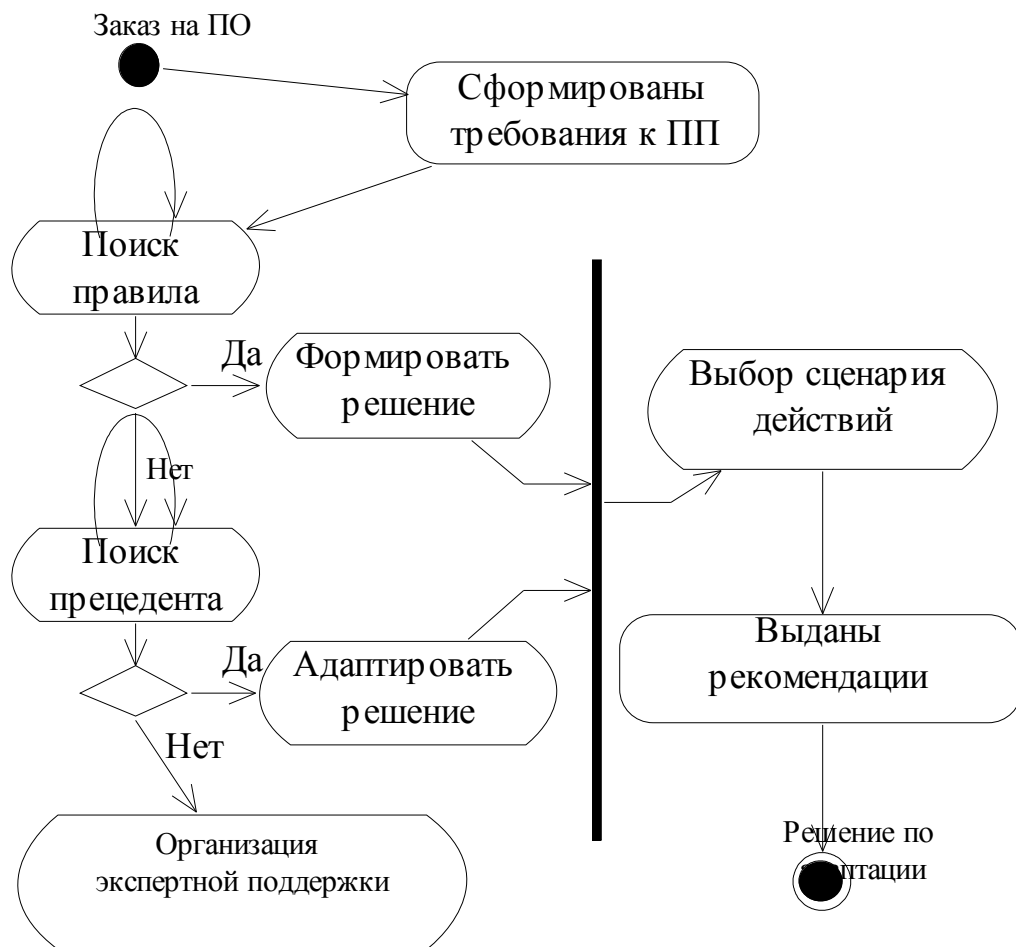 Заказ на ПО
Сформированы
требования к ПП
Поиск
правила
Да
Формировать
решение
Выбор сценария
действий
Нет
Поиск
прецедента
Да
Адаптировать
решение
Выданы
рекомендации
Нет
Организация
экспертной поддержки
Решение по
адаптации